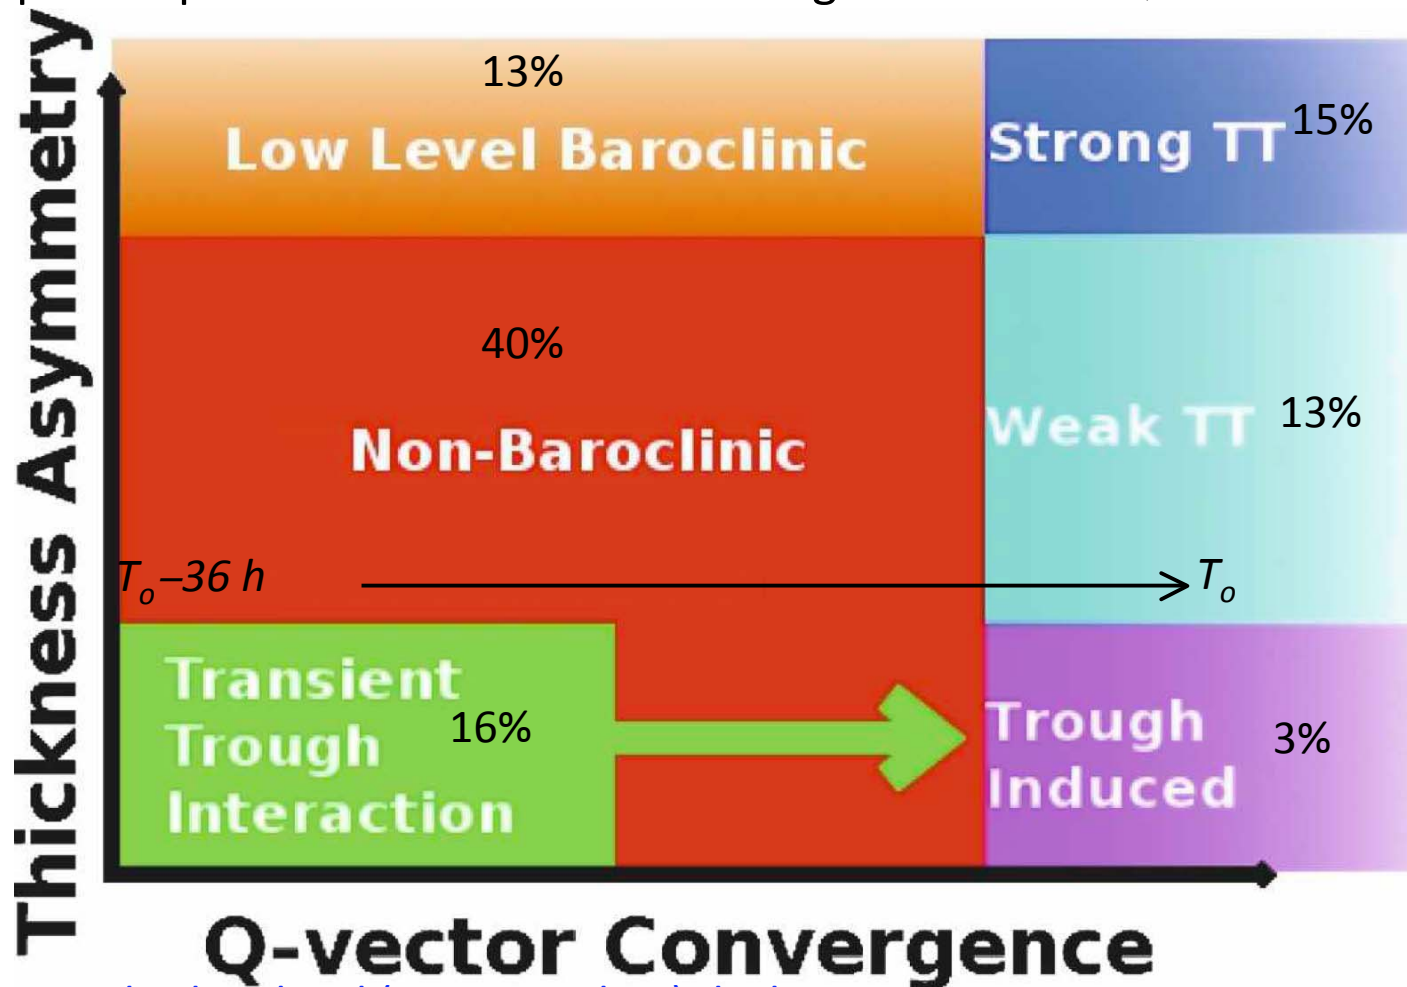 13%
Low Level Baroclinic
Strong TT 15%
40%
Non-Baroclinic
Weak TT 13%
Tₒ–36 h
Tₒ
Transient
Trough
Interaction
16%
Trough
Induced
3%
Thickness Asymmetry
Q-vector Convergence